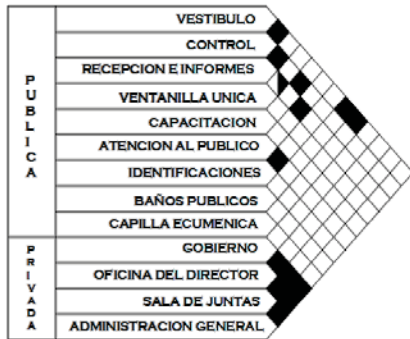 PUBLICA
VESTIBULO
CONTROL
RECEPCION E INFORMES
VENTANILLA UNICA
CAPACITACION
ATENCION AL PUBLICO
IDENTIFICACIONES
BAÑOS PUBLICOS
CAPILLA ECUMENICA
PRIVADA
GOBIERNO
OFICINA DEL DIRECTOR
SALA DE JUNTAS
ADMINISTRACION GENERAL